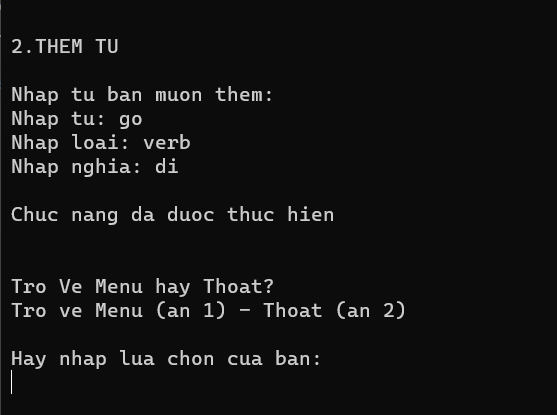 2.THEM TU
Nhap tu ban muon them:
Nhap tu: go
Nhap loai: verb
Nhap nghia: di
Chuc nang da duoc thuc hien
Tro Ve Menu hay Thoat?
Tro ve Menu (an 1) - Thoat (an 2)
Hay nhap lua chon cua ban: